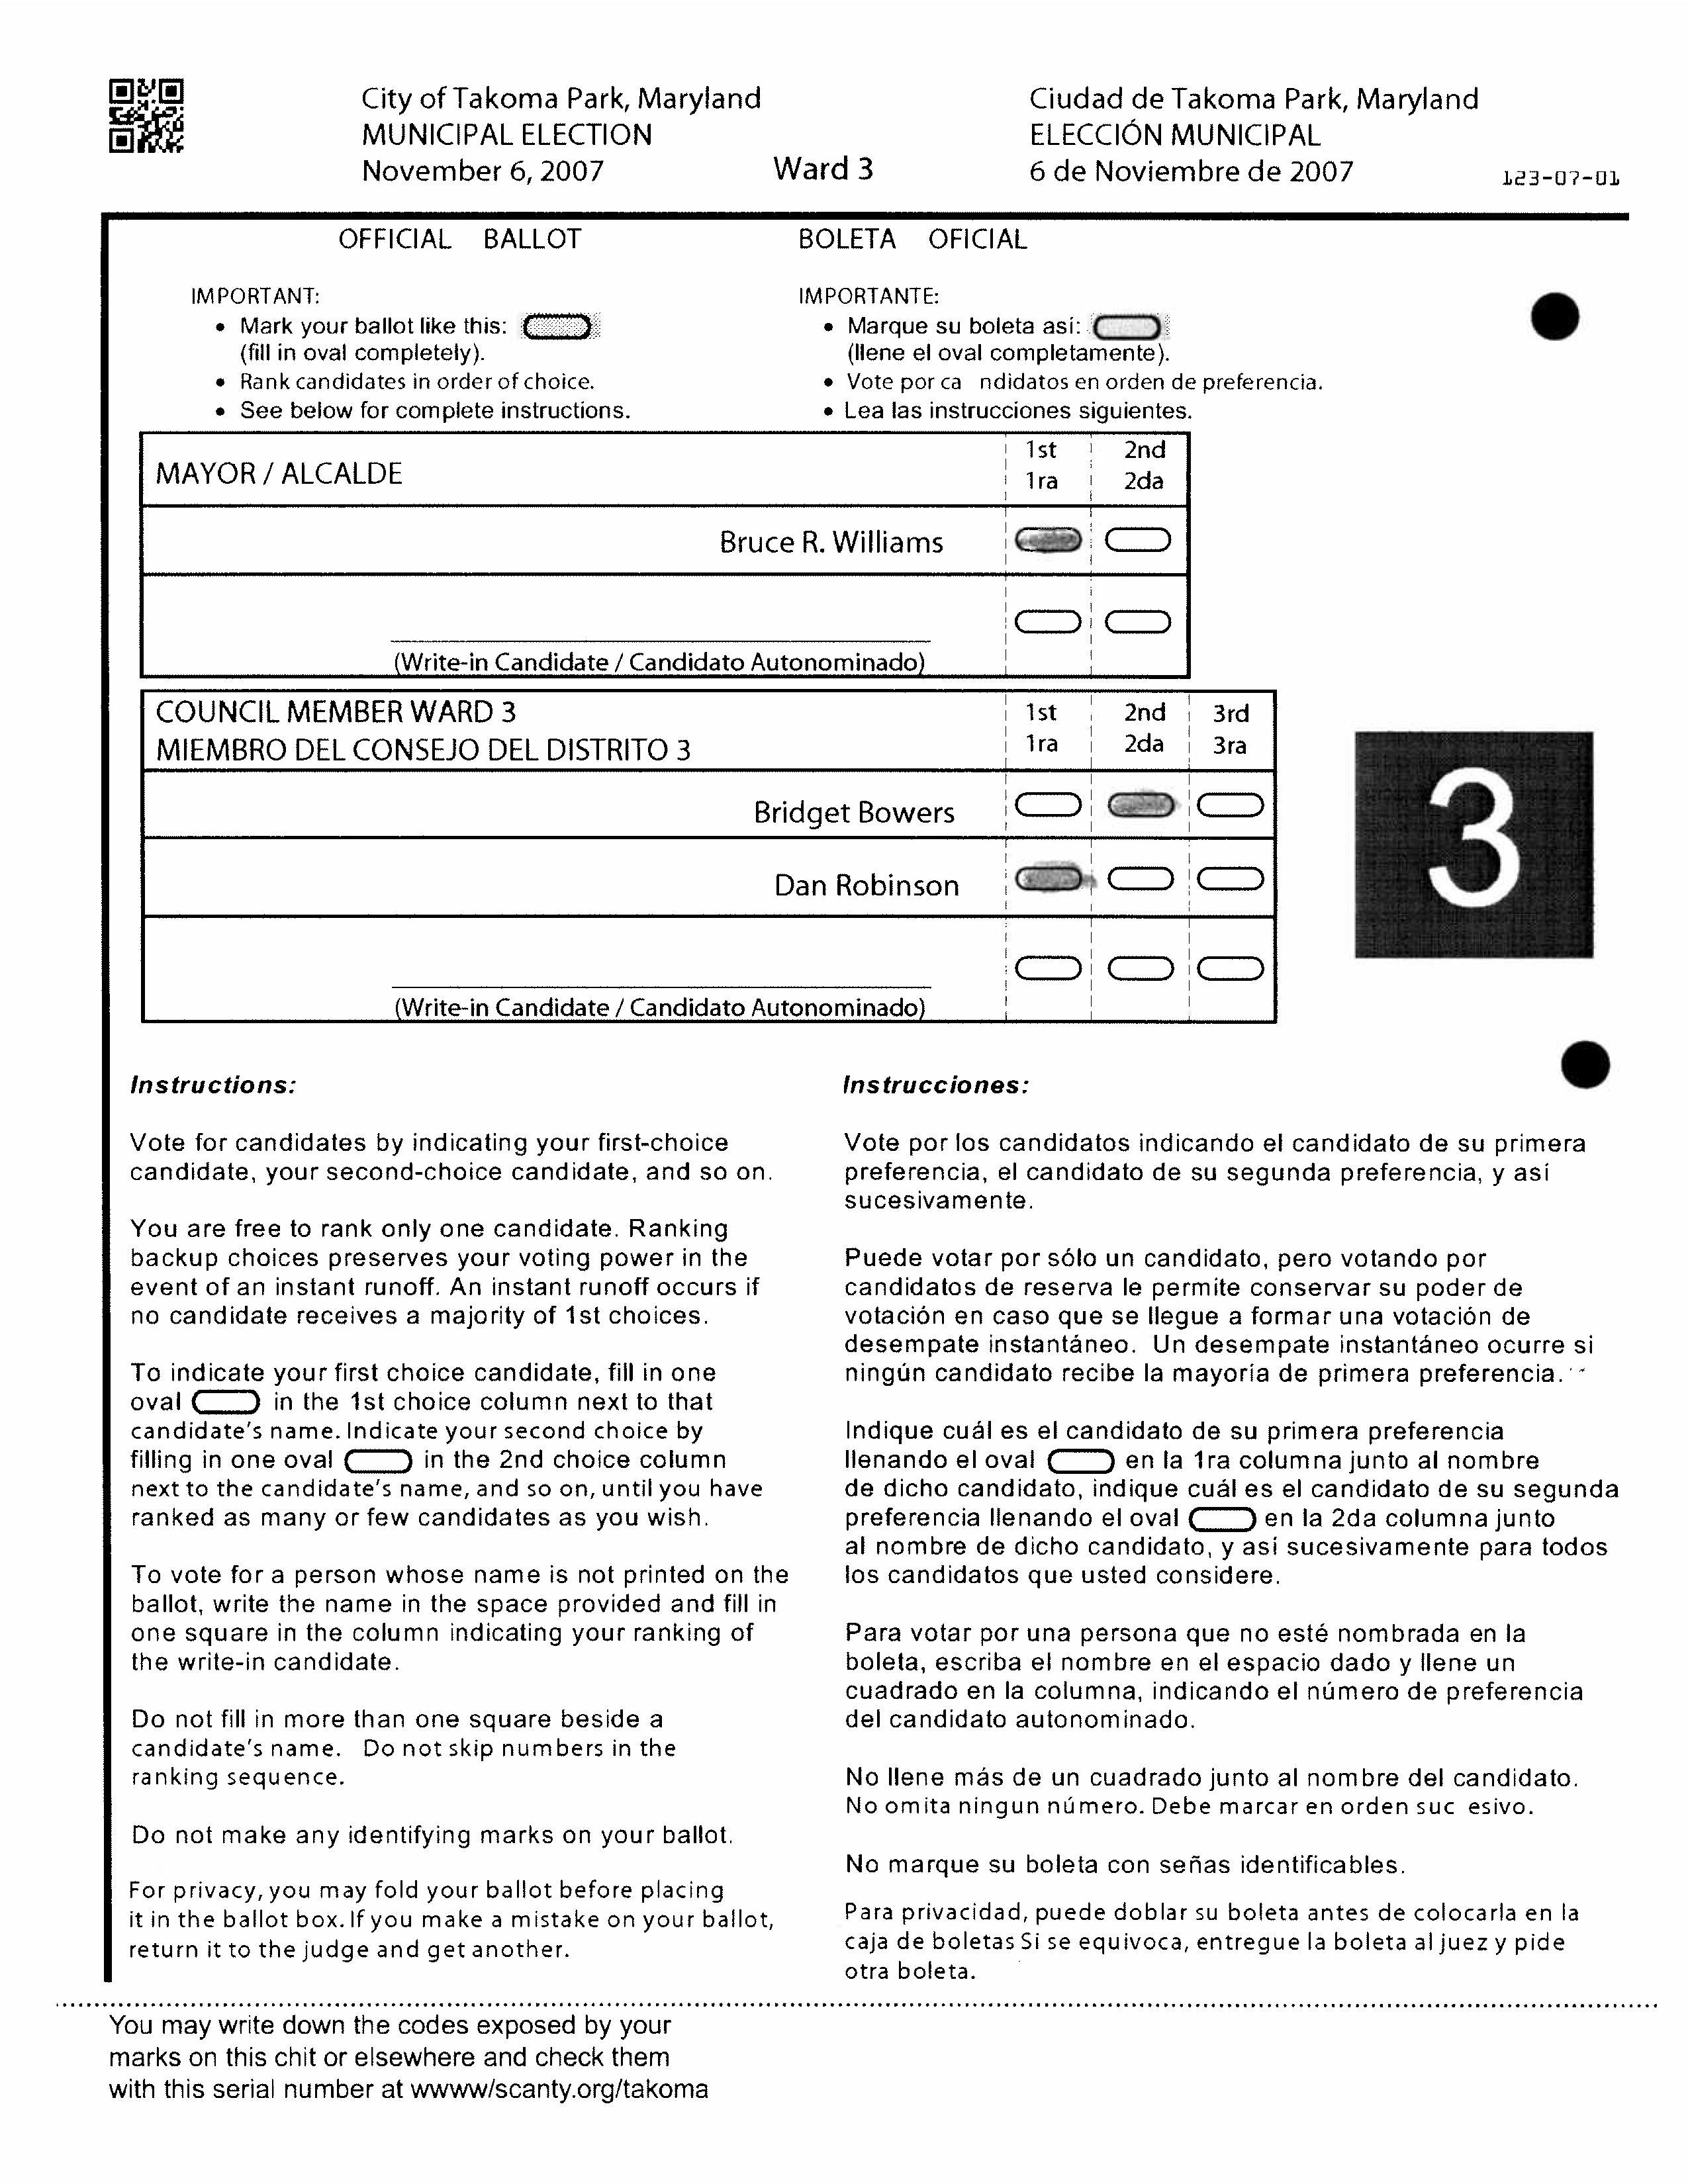 City of Takoma Park, Maryland
MUNICIPAL ELECTION
November 6, 2007
Ward 3
Ciudad de Takoma Park, Maryland
ELECCIÓN MUNICIPAL
6 de Noviembre de 2007
123-07-01
OFFICIAL BALLOT
IMPORTANT:
• Mark your ballot like this:
(fill in oval completely).
• Rank candidates in order of choice.
• See below for complete instructions.
BOLETA OFICIAL
IMPORTANTE:
• Marque su boleta así:
(llene el oval completamente).
• Vote por ca ndidatos en orden de preferencia.
• Lea las instrucciones siguientes.
MAYOR / ALCALDE
1st 2nd
1ra 2da
Bruce R. Williams
(Write-in Candidate / Candidato Autonominado)
COUNCIL MEMBER WARD 3
MIEMBRO DEL CONSEJO DEL DISTRITO 3
1st 2nd 3rd
1ra 2da 3ra
Bridget Bowers
Dan Robinson
(Write-in Candidate / Candidato Autonominado)
3
Instructions:
Vote for candidates by indicating your first-choice
candidate, your second-choice candidate, and so on.
You are free to rank only one candidate. Ranking
backup choices preserves your voting power in the
event of an instant runoff. An instant runoff occurs if
no candidate receives a majority of 1st choices.
To indicate your first choice candidate, fill in one
oval in the 1st choice column next to that
candidate's name. Indicate your second choice by
filling in one oval in the 2nd choice column
next to the candidate's name, and so on, until you have
ranked as many or few candidates as you wish.
To vote for a person whose name is not printed on the
ballot, write the name in the space provided and fill in
one square in the column indicating your ranking of
the write-in candidate.
Do not fill in more than one square beside a
candidate's name. Do not skip numbers in the
ranking sequence.
Do not make any identifying marks on your ballot.
For privacy, you may fold your ballot before placing
it in the ballot box. If you make a mistake on your ballot,
return it to the judge and get another.
Instrucciones:
Vote por los candidatos indicando el candidato de su primera
preferencia, el candidato de su segunda preferencia, y así
sucesivamente.
Puede votar por sólo un candidato, pero votando por
candidatos de reserva le permite conservar su poder de
votación en caso que se llegue a formar una votación de
desempate instantáneo. Un desempate instantáneo ocurre si
ningún candidato recibe la mayoría de primera preferencia.
Indique cuál es el candidato de su primera preferencia
llenando el oval en la 1ra columna junto al nombre
de dicho candidato, indique cuál es el candidato de su segunda
preferencia llenando el oval en la 2da columna junto
al nombre de dicho candidato, y así sucesivamente para todos
los candidatos que usted considere.
Para votar por una persona que no esté nombrada en la
boleta, escriba el nombre en el espacio dado y llene un
cuadrado en la columna, indicando el número de preferencia
del candidato autonominado.
No llene más de un cuadrado junto al nombre del candidato.
No omita ningun número. Debe marcar en orden suc esivo.
No marque su boleta con señas identificables.
Para privacidad, puede doblar su boleta antes de colocarla en la
caja de boletas Si se equivoca, entregue la boleta al juez y pide
otra boleta.
You may write down the codes exposed by your
marks on this chit or elsewhere and check them
with this serial number at wwww/scanty.org/takoma